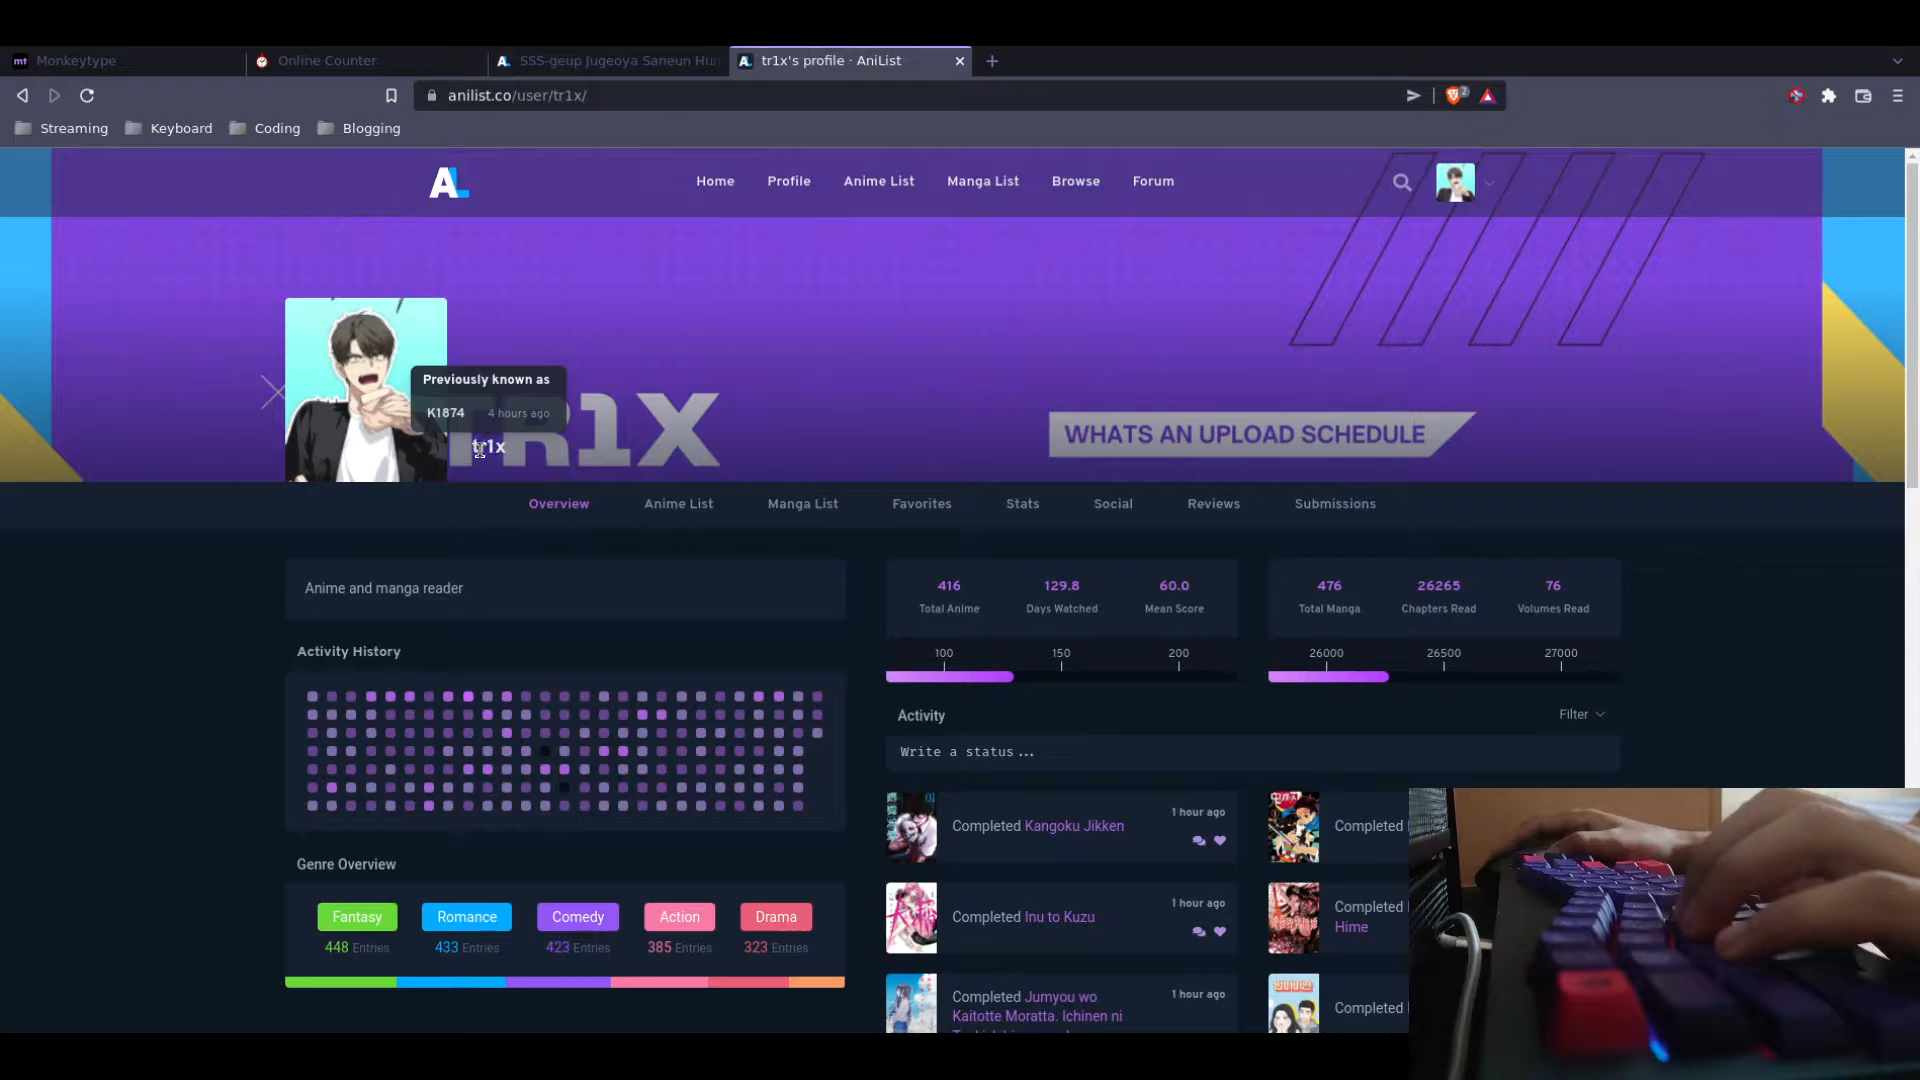 mt Monkeytype
Online Counter
SSS-geup Jugeoya Saneun Hun
tr1x's profile · AniList
anilist.co/user/tr1x/
2
Streaming
Keyboard
Coding
Blogging
AL
Home
Profile
Anime List
Manga List
Browse
Forum
Previously known as
K1874 4 hours ago
tr1x
TR1X
WHATS AN UPLOAD SCHEDULE
Overview
Anime List
Manga List
Favorites
Stats
Social
Reviews
Submissions
Anime and manga reader
Activity History
Genre Overview
Fantasy
448 Entries
Romance
433 Entries
Comedy
423 Entries
Action
385 Entries
Drama
323 Entries
416
Total Anime
129.8
Days Watched
60.0
Mean Score
100 150 200
476
Total Manga
26265
Chapters Read
76
Volumes Read
26000 26500 27000
Activity
Filter
Write a status...
Completed Kangoku Jikken
1 hour ago
Completed Inu to Kuzu
1 hour ago
Completed Jumyou wo
Kaitotte Moratta. Ichinen ni
1 hour ago
Completed
Completed
Hime
Completed